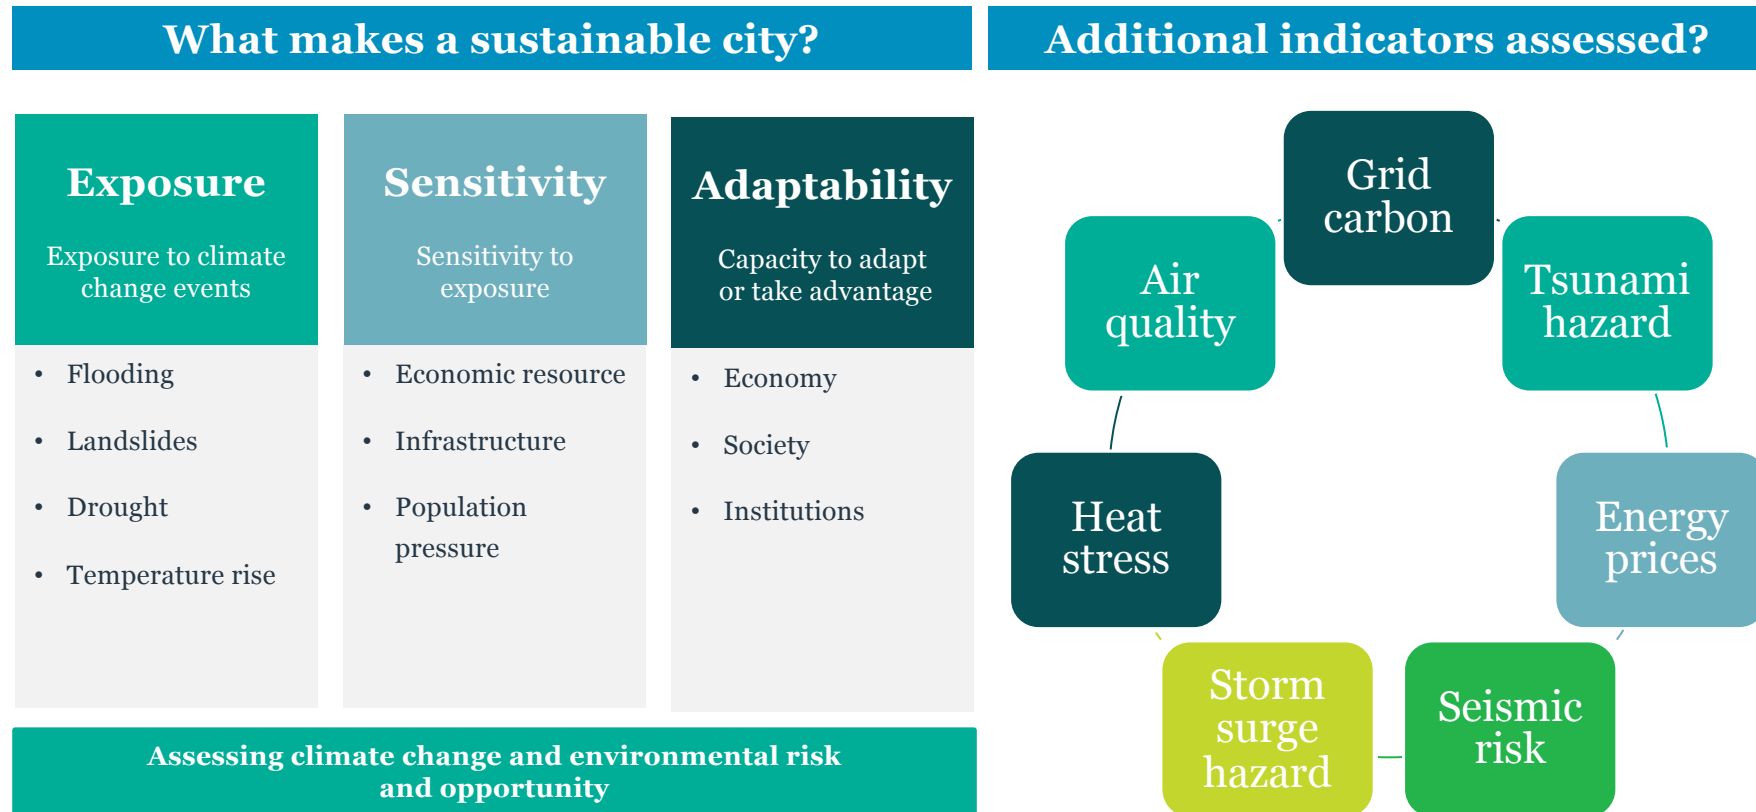 What makes a sustainable city?
Additional indicators assessed?
Exposure
Exposure to climate
change events
• Flooding
• Landslides
• Drought
• Temperature rise
Sensitivity
Sensitivity to
exposure
• Economic resource
• Infrastructure
• Population
pressure
Adaptability
Capacity to adapt
or take advantage
• Economy
• Society
• Institutions
Assessing climate change and environmental risk
and opportunity
Grid
carbon
Tsunami
hazard
Energy
prices
Seismic
risk
Storm
surge
hazard
Heat
stress
Air
quality